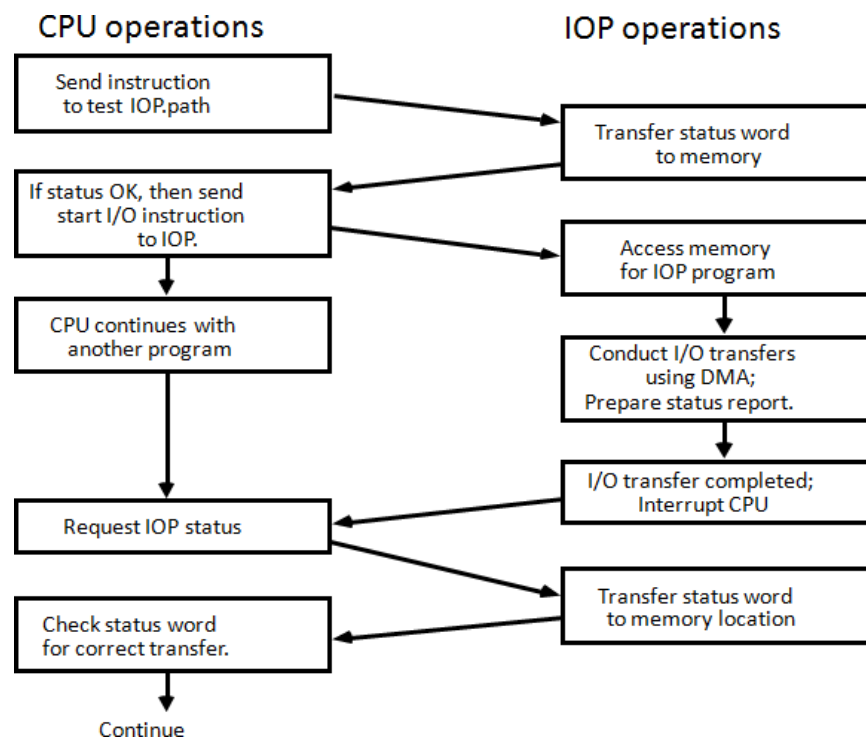 CPU operations
IOP operations
Send instruction
to test IOP.path
Transfer status word
to memory
If status OK, then send
start I/O instruction
to IOP.
Access memory
for IOP program
CPU continues with
another program
Conduct I/O transfers
using DMA;
Prepare status report.
I/O transfer completed;
Interrupt CPU
Request IOP status
Transfer status word
to memory location
Check status word
for correct transfer.
Continue